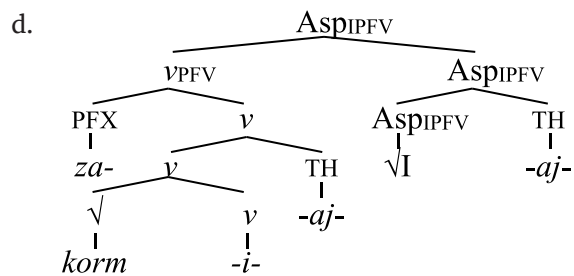 d. AspIPFV
vPFV AspIPFV
PFX v AspIPFV TH
za- v TH √I -aj-
√ v -aj-
korm -i-